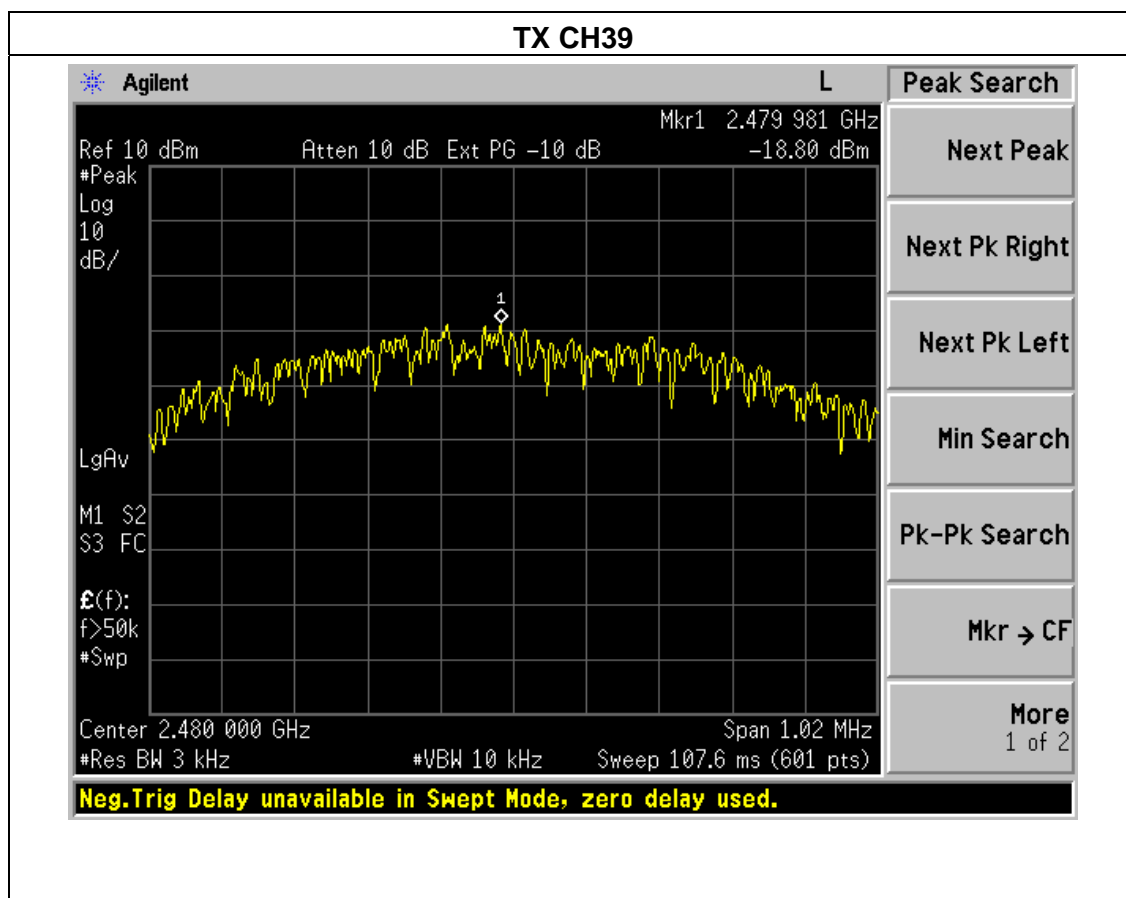 TX CH39
Agilent L Peak Search
Mkr1 2.479 981 GHz
Ref 10 dBm Atten 10 dB Ext PG -10 dB -18.80 dBm
#Peak
Log
10
dB/
1
LgAv
M1 S2
S3 FC
£(f):
f>50k
#Swp
Center 2.480 000 GHz Span 1.02 MHz
#Res BW 3 kHz #VBW 10 kHz Sweep 107.6 ms (601 pts)
Neg.Trig Delay unavailable in Swept Mode, zero delay used.
Next Peak
Next Pk Right
Next Pk Left
Min Search
Pk-Pk Search
Mkr → CF
More
1 of 2